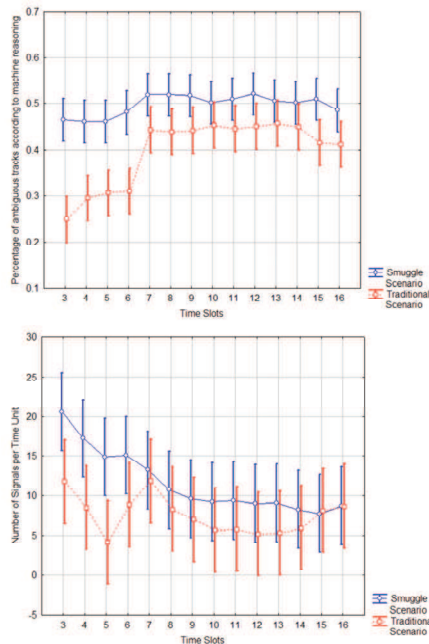 Percentage of ambiguous tracks according to machine reasoning
0.7
0.6
0.5
0.4
0.3
0.2
0.1
3 4 5 6 7 8 9 10 11 12 13 14 15 16
Time Slots
Smuggle
Scenario
Traditional
Scenario
Number of Signals per Time Unit
30
25
20
15
10
5
0
-5
3 4 5 6 7 8 9 10 11 12 13 14 15 16
Time Slots
Smuggle
Scenario
Traditional
Scenario